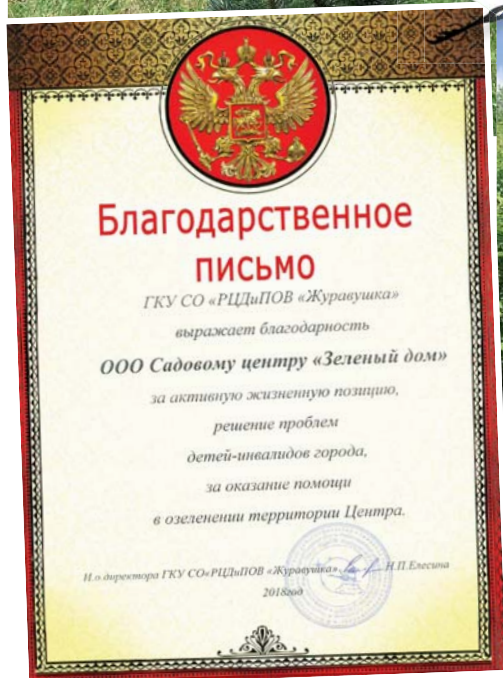 Благодарственное
письмо
ГКУ СО «РЦДиПОВ «Журавушка»
выражает благодарность
ООО Садовому центру «Зеленый дом»
за активную жизненную позицию,
решение проблем
детей-инвалидов города,
за оказание помощи
в озеленении территории Центра.
И.о директора ГКУ СО«РЦДиПОВ «Журавушка» Н.П.Елесина
2018год